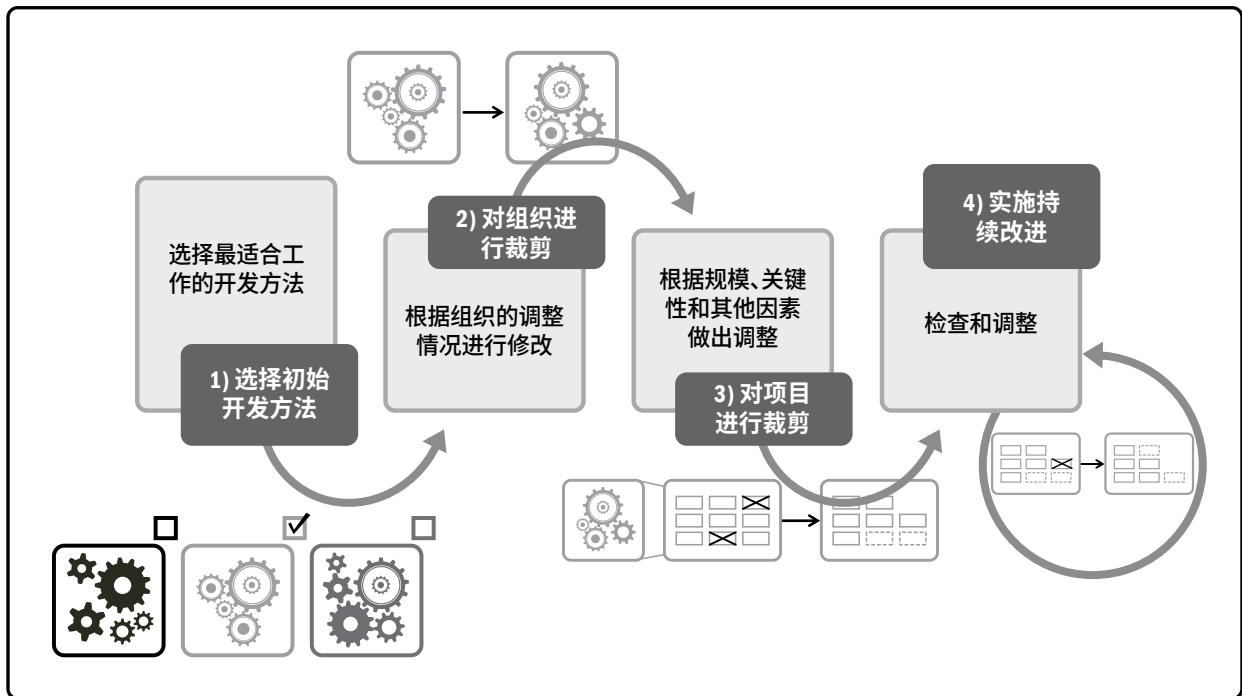 选择最适合工
作的开发方法
1) 选择初始
开发方法
2) 对组织进
行裁剪
根据组织的调整
情况进行修改
根据规模、关键
性和其他因素
做出调整
3) 对项目
进行裁剪
4) 实施持
续改进
检查和调整